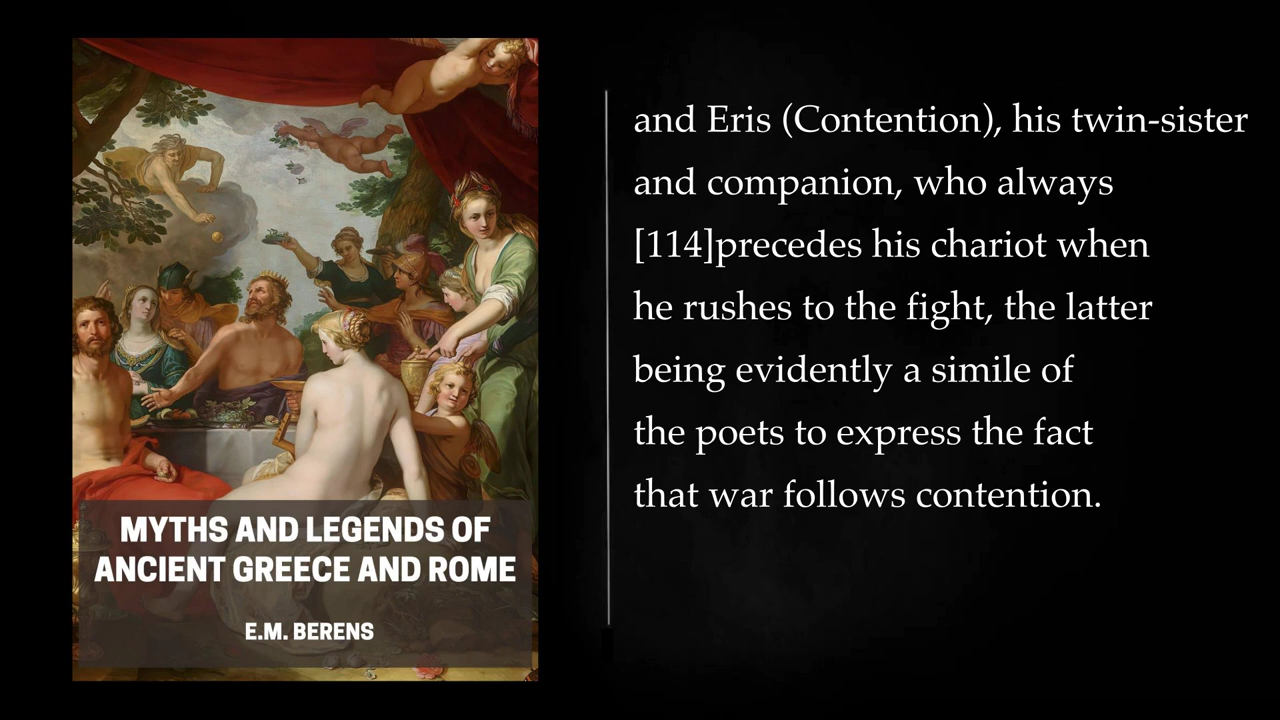 MYTHS AND LEGENDS OF
ANCIENT GREECE AND ROME
E.M. BERENS
and Eris (Contention), his twin-sister
and companion, who always
[114]precedes his chariot when
he rushes to the fight, the latter
being evidently a simile of
the poets to express the fact
that war follows contention.